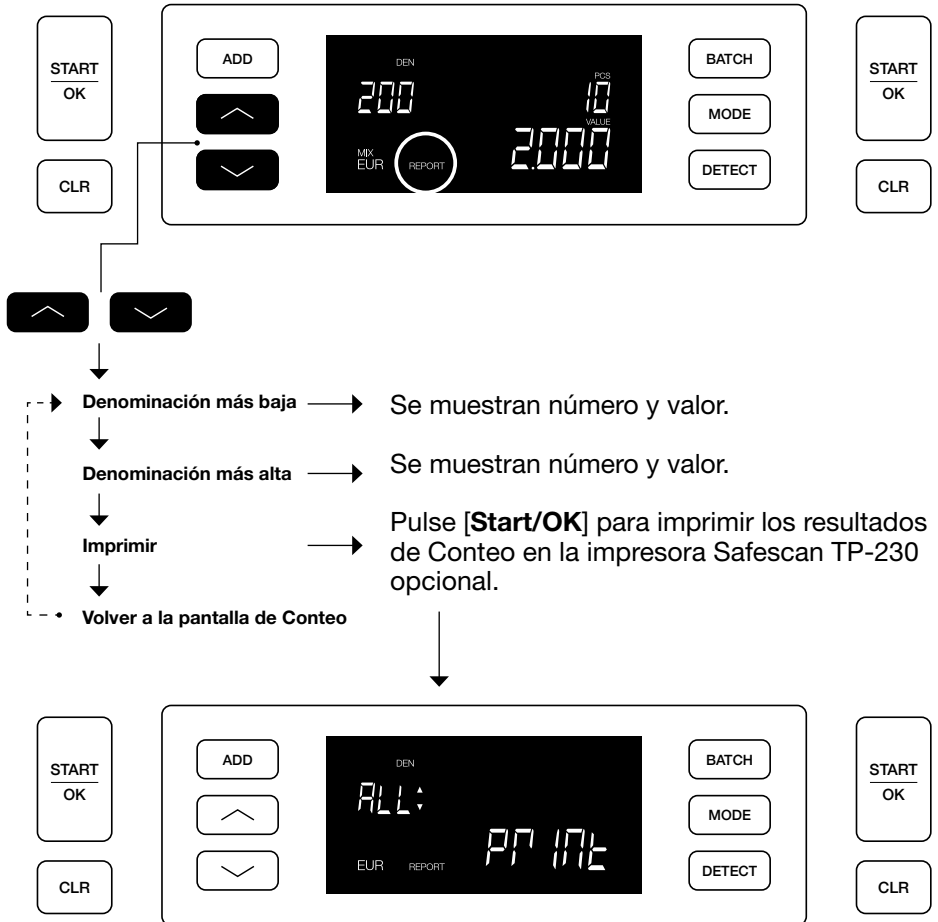 START
OK
CLR
ADD
DEN
200
MIX
EUR
REPORT
PCS
10
VALUE
2.000
BATCH
MODE
DETECT
START
OK
CLR
Denominación más baja
Se muestran número y valor.
Denominación más alta
Se muestran número y valor.
Imprimir
Pulse [Start/OK] para imprimir los resultados
de Conteo en la impresora Safescan TP-230
opcional.
Volver a la pantalla de Conteo
START
OK
CLR
ADD
DEN
ALL:
EUR
REPORT
PrInt
BATCH
MODE
DETECT
START
OK
CLR